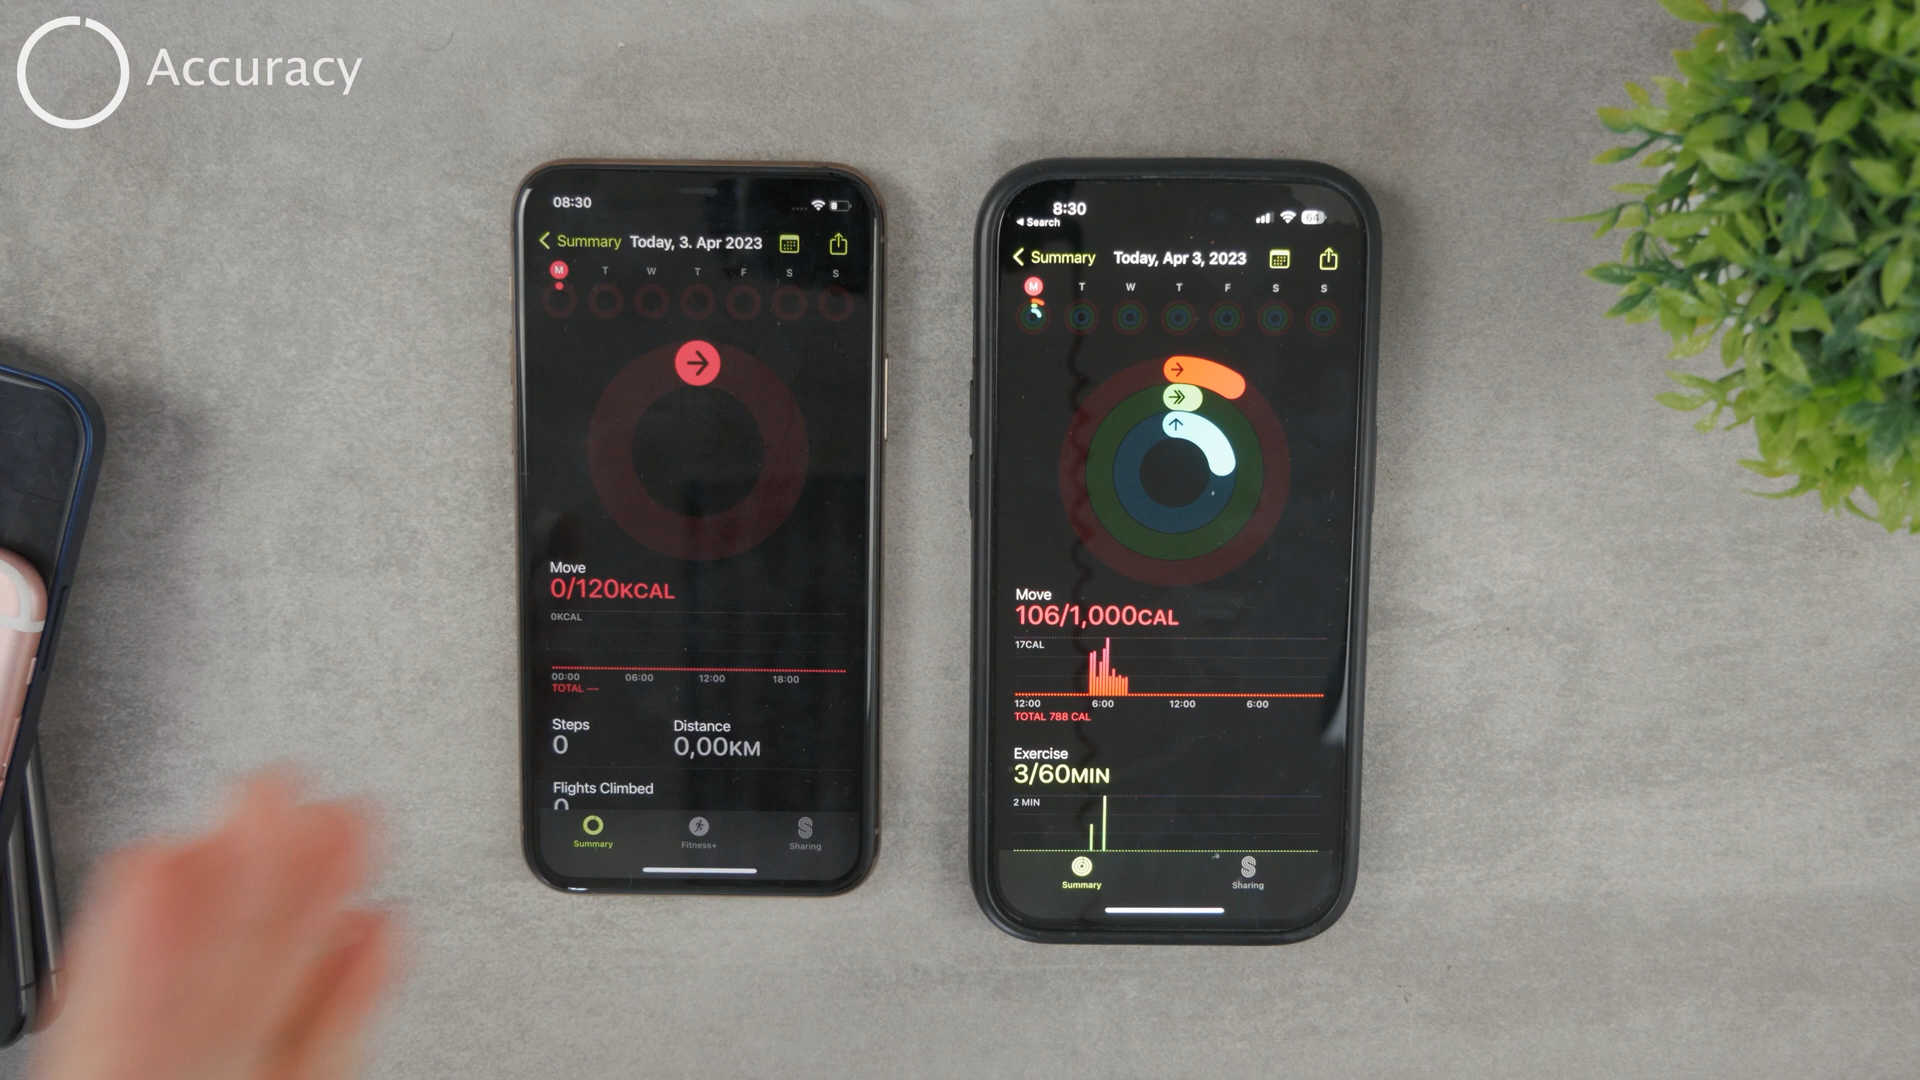 Accuracy
08:30
Summary Today, 3. Apr 2023
M T W T F S S
Move
0/120KCAL
0KCAL
00:00 06:00 12:00 18:00
TOTAL --
Steps Distance
0 0,00KM
Flights Climbed
0
Summary Fitness+ Sharing
8:30
Search
64
Summary Today, Apr 3, 2023
M T W T F S S
Move
106/1,000CAL
17CAL
12:00 6:00 12:00 6:00
TOTAL 788 CAL
Exercise
3/60MIN
2 MIN
Summary Sharing